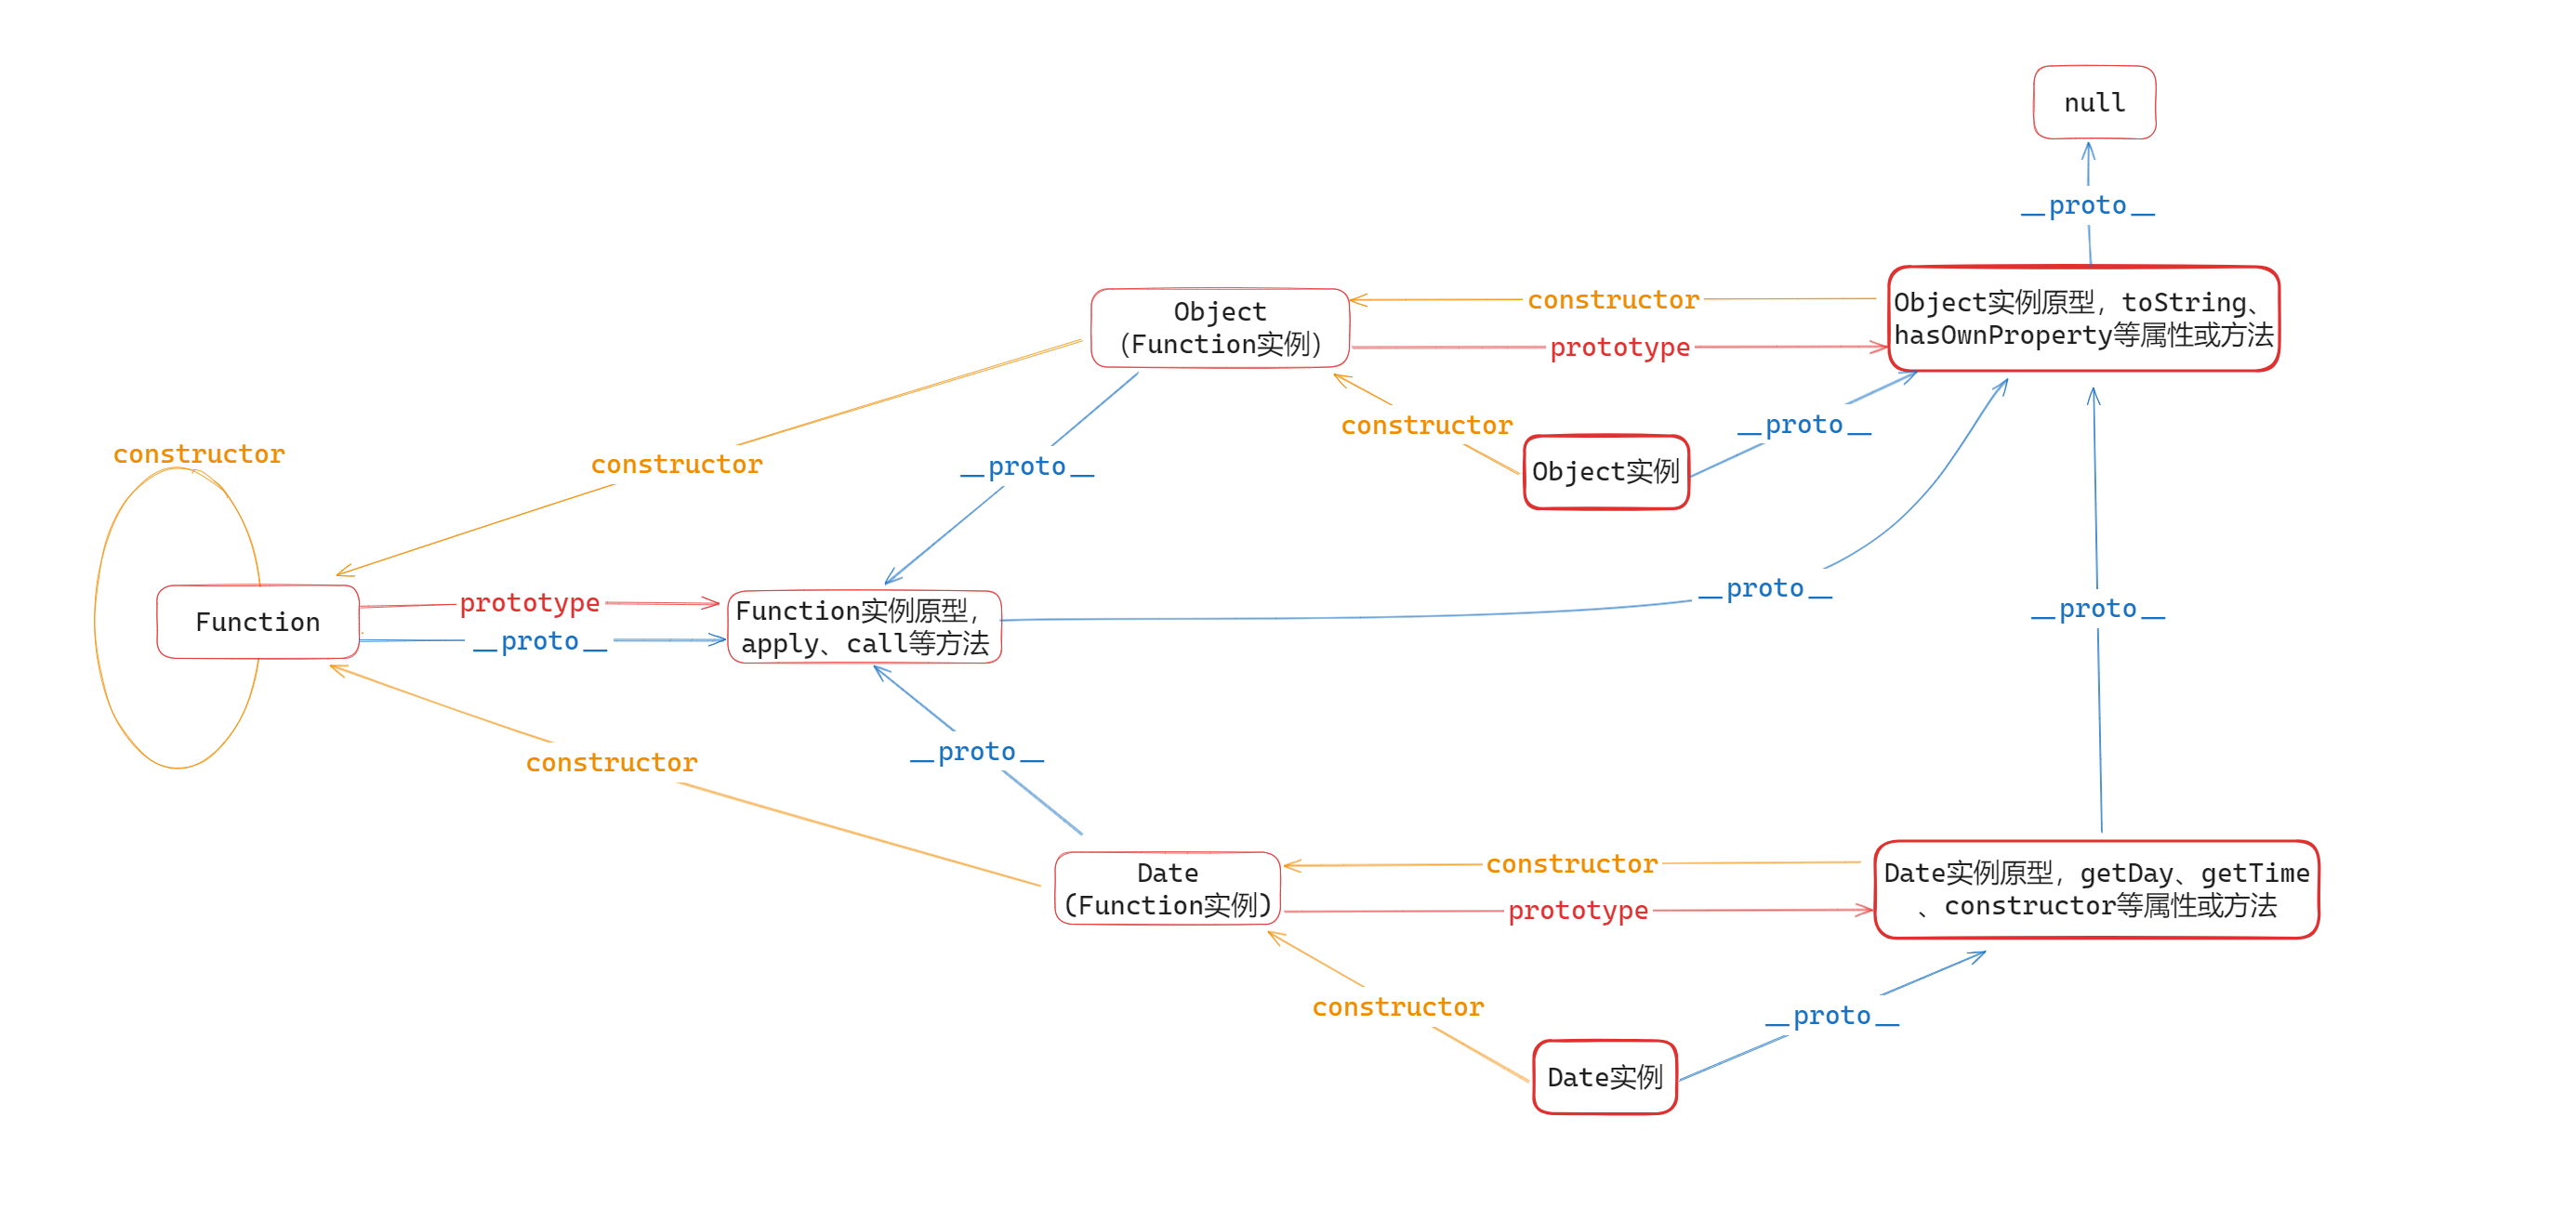 null
__proto__
Object
（Function实例）
constructor
prototype
Object实例原型，toString、
hasOwnProperty等属性或方法
constructor
__proto__
Object实例
constructor
constructor
__proto__
Function
prototype
__proto__
Function实例原型，
apply、call等方法
__proto__
__proto__
constructor
__proto__
Date
(Function实例)
constructor
prototype
Date实例原型，getDay、getTime
、constructor等属性或方法
constructor
__proto__
Date实例